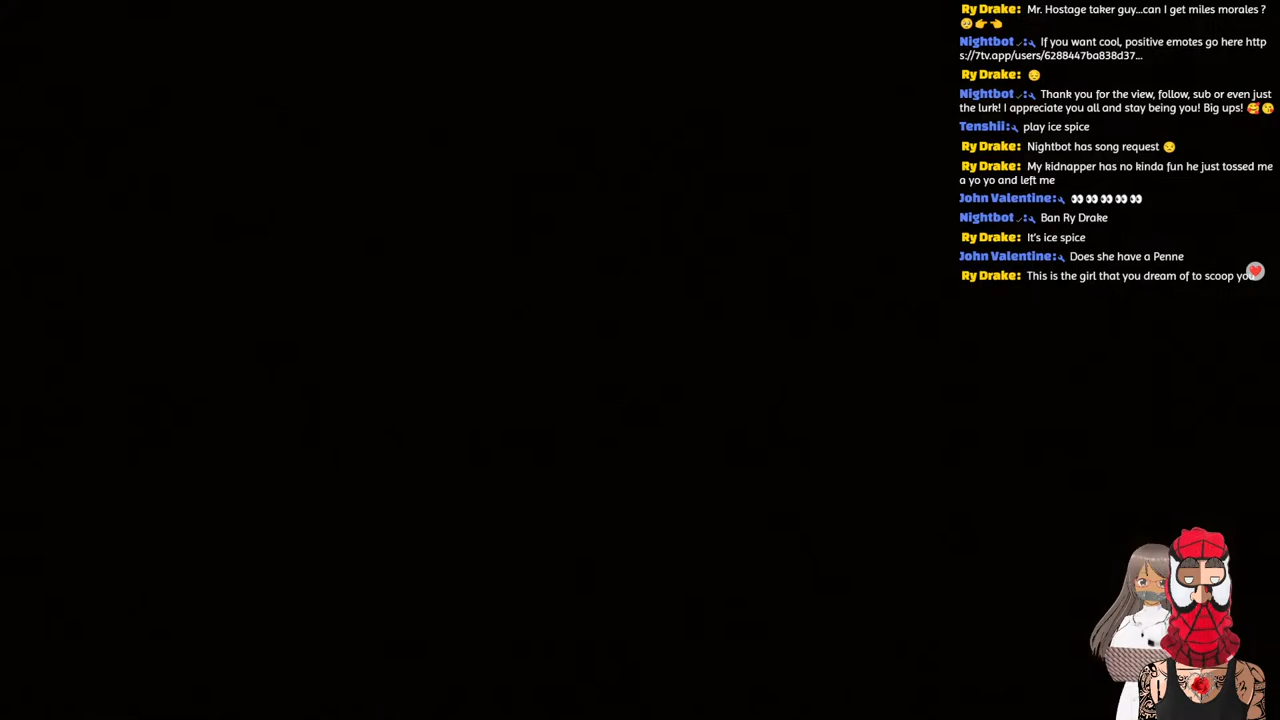 Ry Drake: Mr. Hostage taker guy...can I get miles morales ?
🥺👉👈
Nightbot : If you want cool, positive emotes go here http
s://7tv.app/users/6288447ba838d37...
Ry Drake: 😔
Nightbot : Thank you for the view, follow, sub or even just
the lurk! I appreciate you all and stay being you! Big ups! 🥰😘
Tenshii: play ice spice
Ry Drake: Nightbot has song request 😒
Ry Drake: My kidnapper has no kinda fun he just tossed me
a yo yo and left me
John Valentine: 👀👀👀👀👀
Nightbot : Ban Ry Drake
Ry Drake: It's ice spice
John Valentine: Does she have a Penne
Ry Drake: This is the girl that you dream of to scoop you